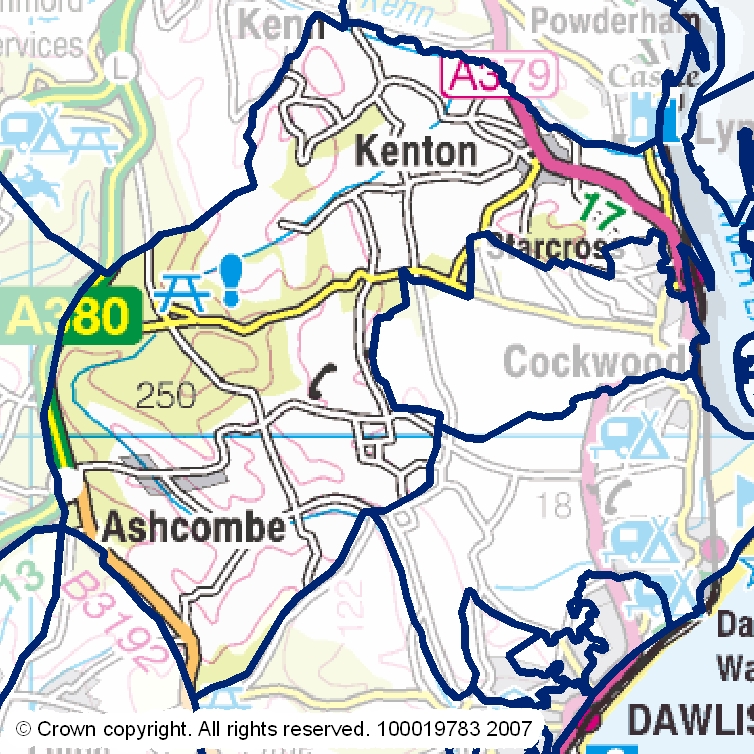 Kenn
Kenn
Powderham
ervices
L
A379
Castle
Lym
Kenton
17
Starcross
A380
Cockwood
250
18
Ashcombe
13
B3192
122
Da
Wa
DAWLIS
© Crown copyright. All rights reserved. 100019783 2007